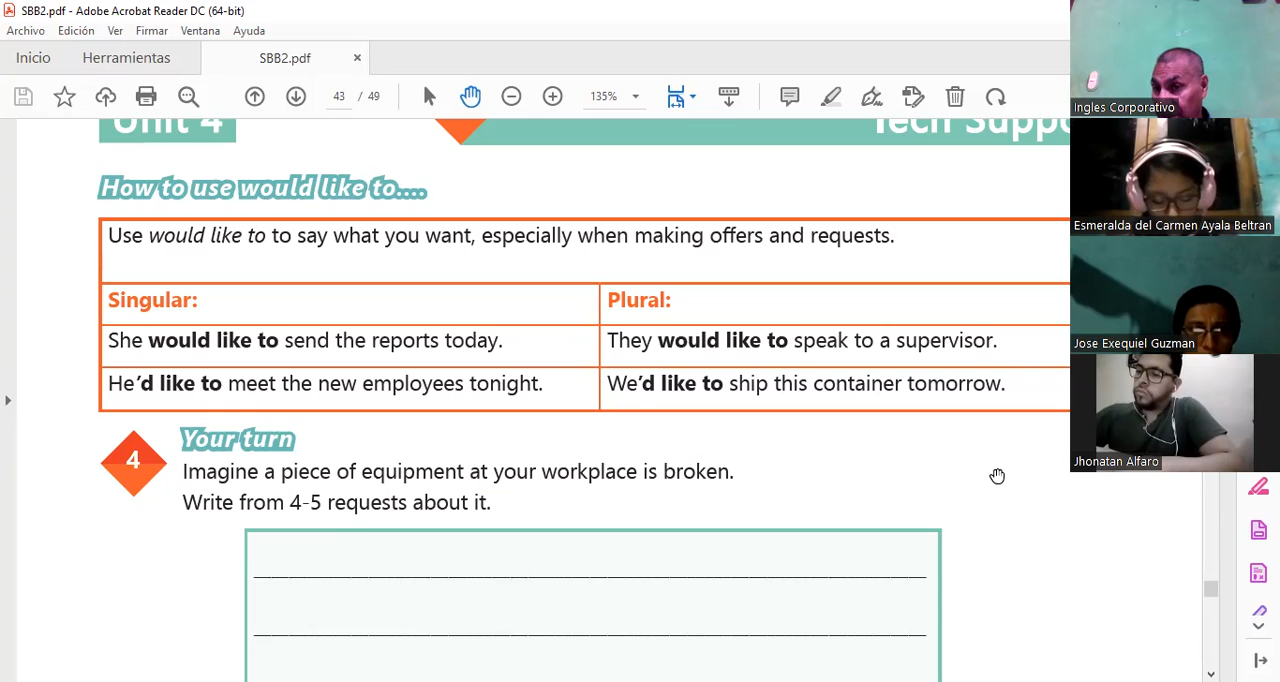 SBB2.pdf - Adobe Acrobat Reader DC (64-bit)
Archivo Edición Ver Firmar Ventana Ayuda
Inicio Herramientas SBB2.pdf ×
43 / 49 135%
Unit 4 Tech Suppo
How to use would like to....
Use would like to to say what you want, especially when making offers and requests.
Singular: Plural:
She would like to send the reports today. They would like to speak to a supervisor.
He'd like to meet the new employees tonight. We'd like to ship this container tomorrow.
4 Your turn
Imagine a piece of equipment at your workplace is broken.
Write from 4-5 requests about it.
Ingles Corporativo
Esmeralda del Carmen Ayala Beltran
Jose Exequiel Guzman
Jhonatan Alfaro